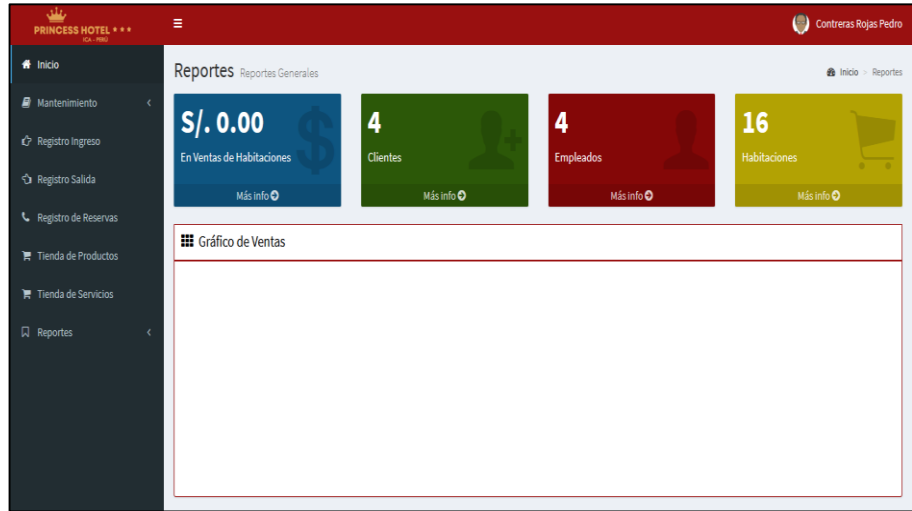 PRINCESS HOTEL ***
ICA - PERÚ
Contreras Rojas Pedro
Inicio
Mantenimiento
Registro Ingreso
Registro Salida
Registro de Reservas
Tienda de Productos
Tienda de Servicios
Reportes
Reportes Reportes Generales
Inicio > Reportes
S/. 0.00
En Ventas de Habitaciones
Más info
4
Clientes
Más info
4
Empleados
Más info
16
Habitaciones
Más info
Gráfico de Ventas